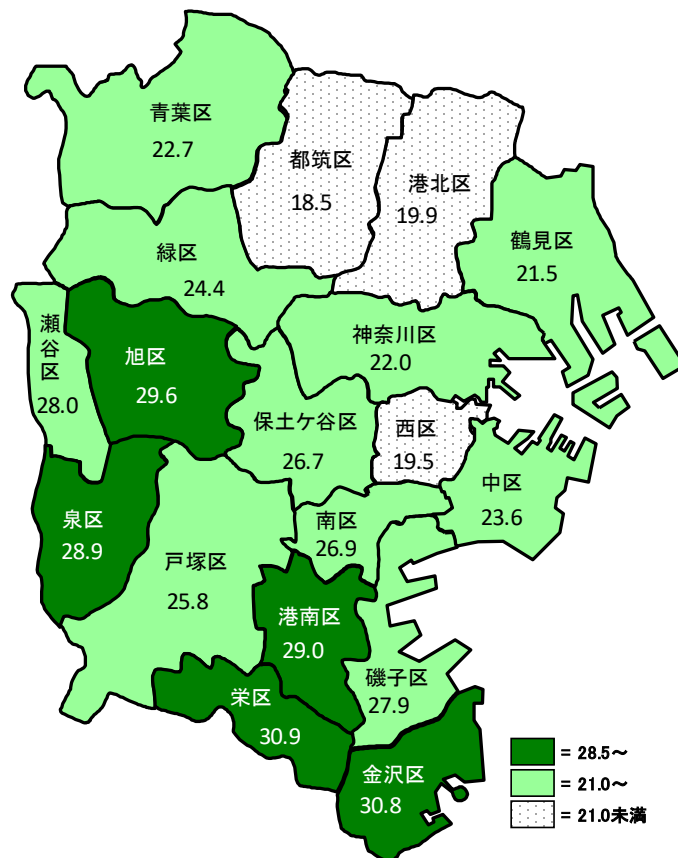 青葉区
22.7
都筑区
18.5
港北区
19.9
鶴見区
21.5
緑区
24.4
瀬谷区
28.0
旭区
29.6
神奈川区
22.0
保土ケ谷区
26.7
西区
19.5
中区
23.6
泉区
28.9
戸塚区
25.8
南区
26.9
港南区
29.0
磯子区
27.9
栄区
30.9
金沢区
30.8
= 28.5～
= 21.0～
= 21.0未満